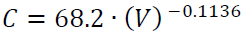 C = 68.2 · (V) ^−0.1136